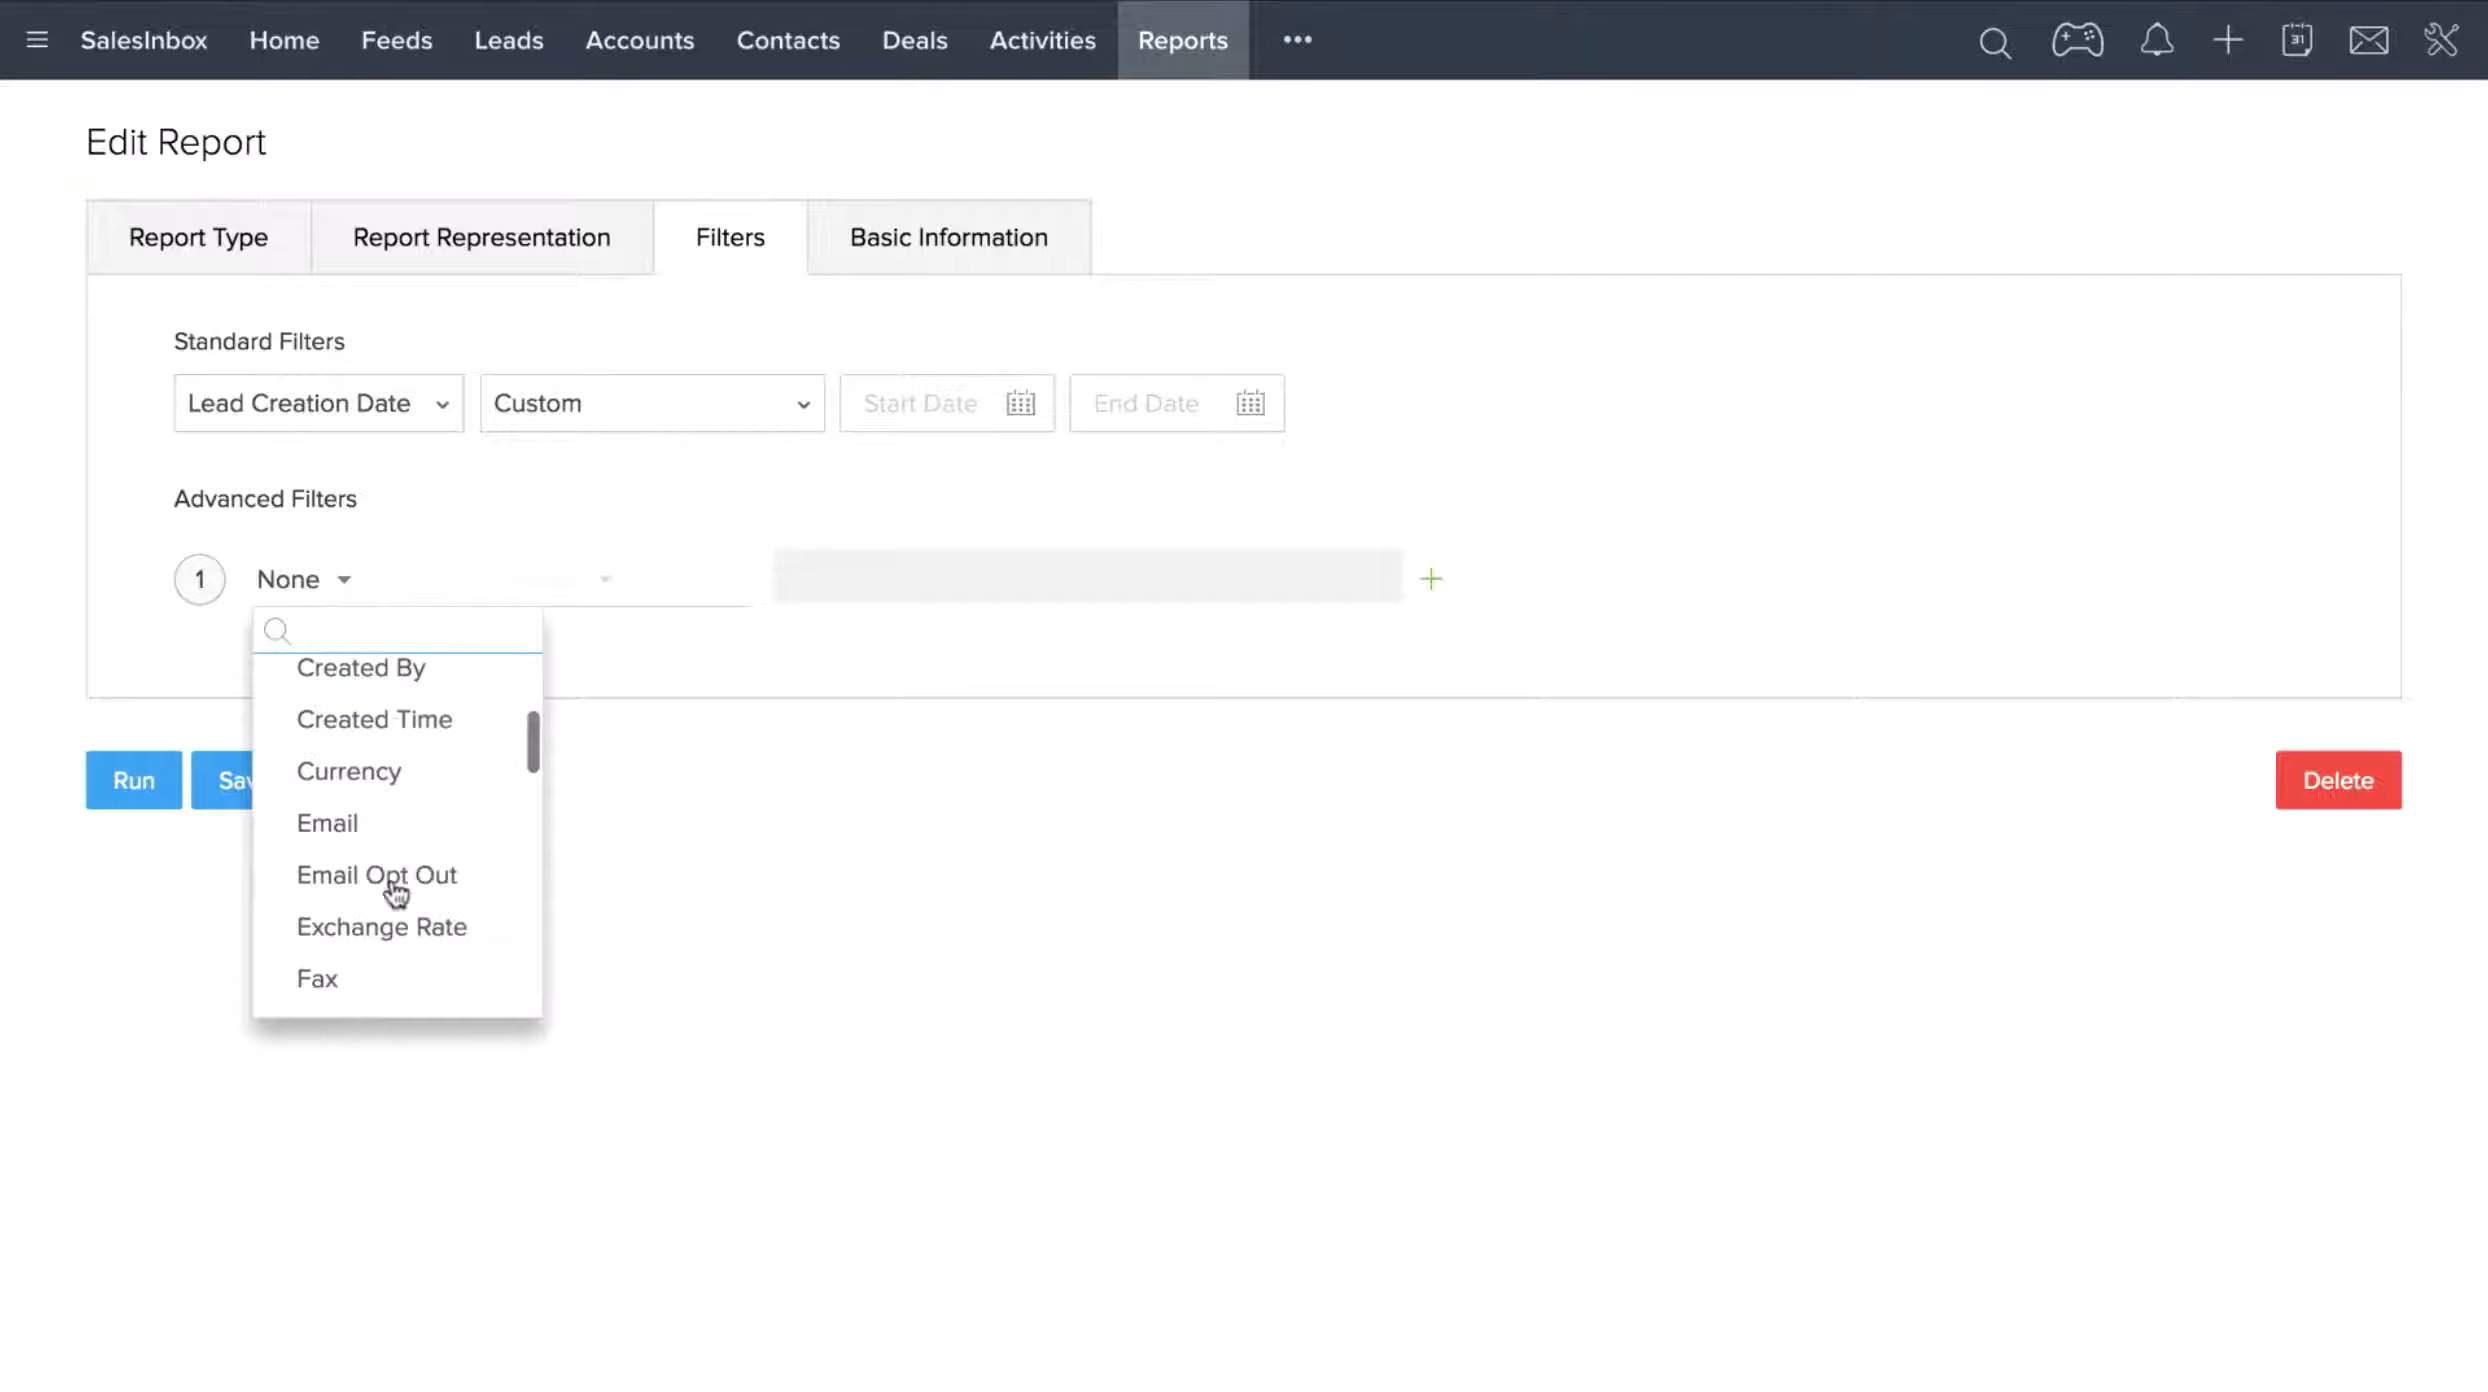 SalesInbox Home Feeds Leads Accounts Contacts Deals Activities Reports ••• 31
Edit Report
Report Type Report Representation Filters Basic Information
Standard Filters
Lead Creation Date Custom Start Date End Date
Advanced Filters
1 None +
Created By
Created Time
Currency
Run Sav Delete
Email
Email Opt Out
Exchange Rate
Fax